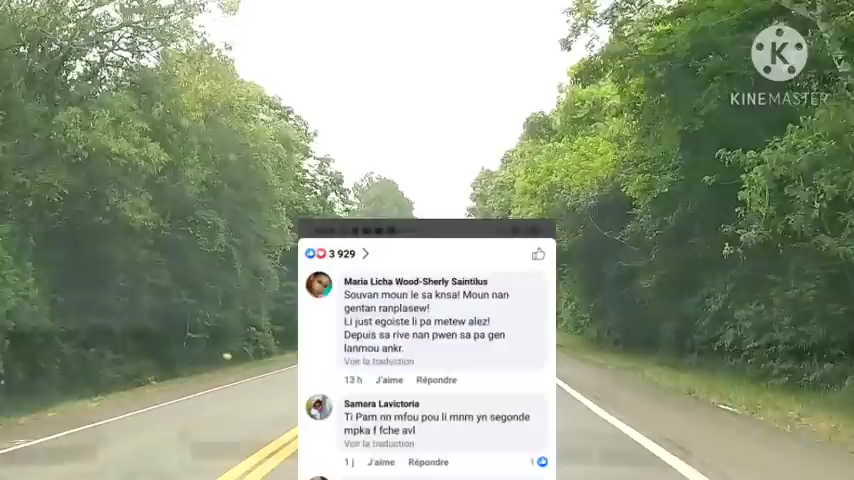 KINEMASTER
3 929
Maria Licha Wood-Sherly Saintilus
Souvan moun le sa knsa! Moun nan
gentan ranplasew!
Li just egoiste li pa metew alez!
Depuis sa rive nan pwen sa pa gen
lanmou ankr.
Voir la traduction
13 h J'aime Répondre
Samara Lavictoria
Ti Pam nn mfou pou li mnm yn segonde
mpka f fche avl
Voir la traduction
1 j J'aime Répondre 1